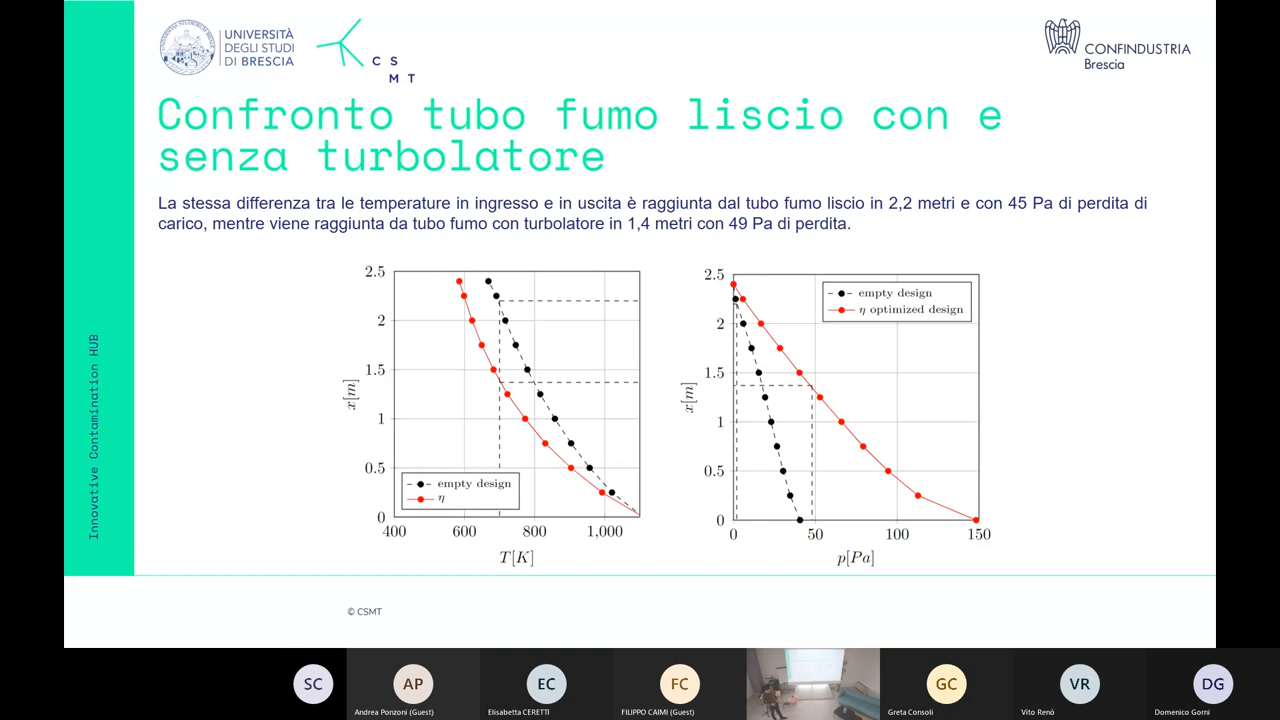 UNIVERSITÀ
DEGLI STUDI
DI BRESCIA
C S
M T
CONFINDUSTRIA
Brescia
Confronto tubo fumo liscio con e
senza turbolatore
La stessa differenza tra le temperature in ingresso e in uscita è raggiunta dal tubo fumo liscio in 2,2 metri e con 45 Pa di perdita di
carico, mentre viene raggiunta da tubo fumo con turbolatore in 1,4 metri con 49 Pa di perdita.
Innovative Contamination HUB
2.5
2
1.5
1
0.5
0
x[m]
empty design
η
400 600 800 1,000
T[K]
2.5
2
1.5
1
0.5
0
x[m]
empty design
η optimized design
0 50 100 150
p[Pa]
© CSMT
SC
AP
Andrea Ponzoni (Guest)
EC
Elisabetta CERETTI
FC
FILIPPO CAIMI (Guest)
GC
Greta Consoli
VR
Vito Renò
DG
Domenico Gorni